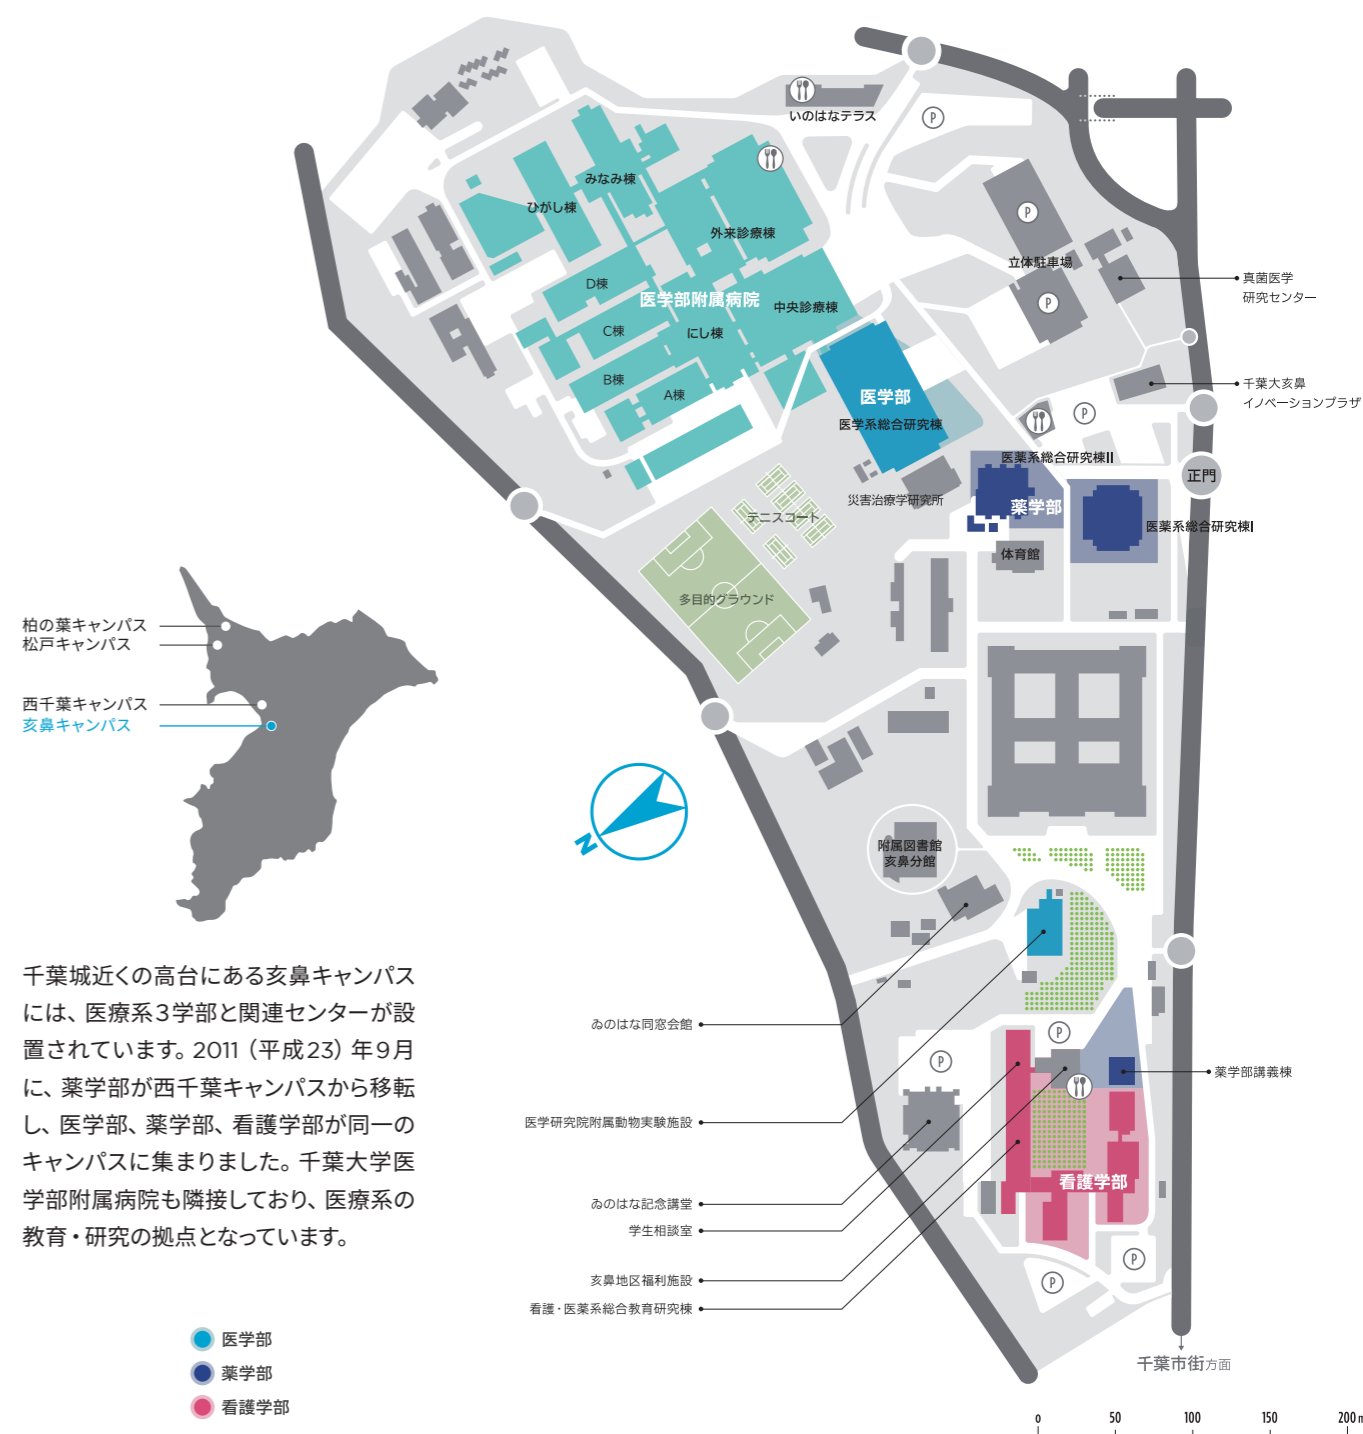 いのはなテラス
P
みなみ棟
ひがし棟
外来診療棟
P
立体駐車場
D棟
医学部附属病院
中央診療棟
P
真菌医学
研究センター
C棟
にし棟
B棟
A棟
医学部
医学系総合研究棟
千葉大亥鼻
イノベーションプラザ
P
医薬系総合研究棟II
正門
災害治療学研究所
薬学部
テニスコート
医薬系総合研究棟I
体育館
多目的グラウンド
柏の葉キャンパス
松戸キャンパス
西千葉キャンパス
亥鼻キャンパス
N
附属図書館
亥鼻分館
千葉城近くの高台にある亥鼻キャンパス
には、医療系3学部と関連センターが設
置されています。2011（平成23）年9月
に、薬学部が西千葉キャンパスから移転
し、医学部、薬学部、看護学部が同一の
キャンパスに集まりました。千葉大学医
学部附属病院も隣接しており、医療系の
教育・研究の拠点となっています。
ゐのはな同窓会館
P
P
薬学部講義棟
医学研究院附属動物実験施設
看護学部
ゐのはな記念講堂
学生相談室
P
P
亥鼻地区福利施設
看護・医薬系総合教育研究棟
医学部
薬学部
看護学部
千葉市街方面
0 50 100 150 200 m